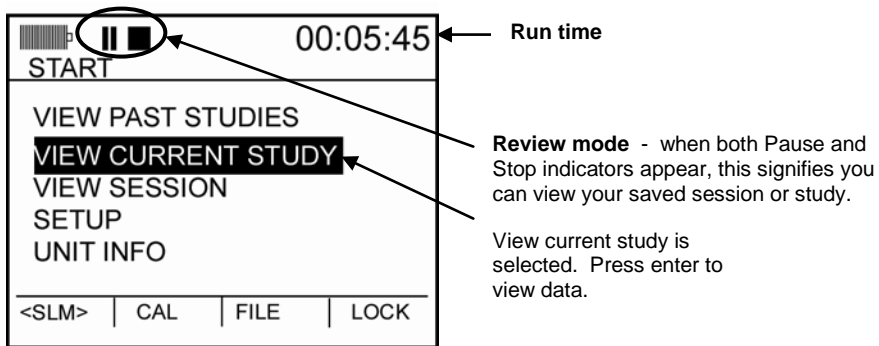 00:05:45
START
VIEW PAST STUDIES
VIEW CURRENT STUDY
VIEW SESSION
SETUP
UNIT INFO
<SLM> CAL FILE LOCK
Run time
Review mode - when both Pause and
Stop indicators appear, this signifies you
can view your saved session or study.
View current study is
selected. Press enter to
view data.